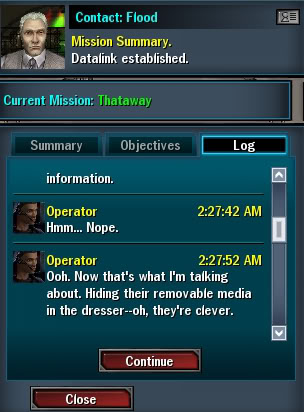 Contact: Flood
Mission Summary.
Datalink established.
Current Mission: Thataway
Summary
Objectives
Log
information.
Operator 2:27:42 AM
Hmm... Nope.
Operator 2:27:52 AM
Ooh. Now that's what I'm talking
about. Hiding their removable media
in the dresser--oh, they're clever.
Continue
Close